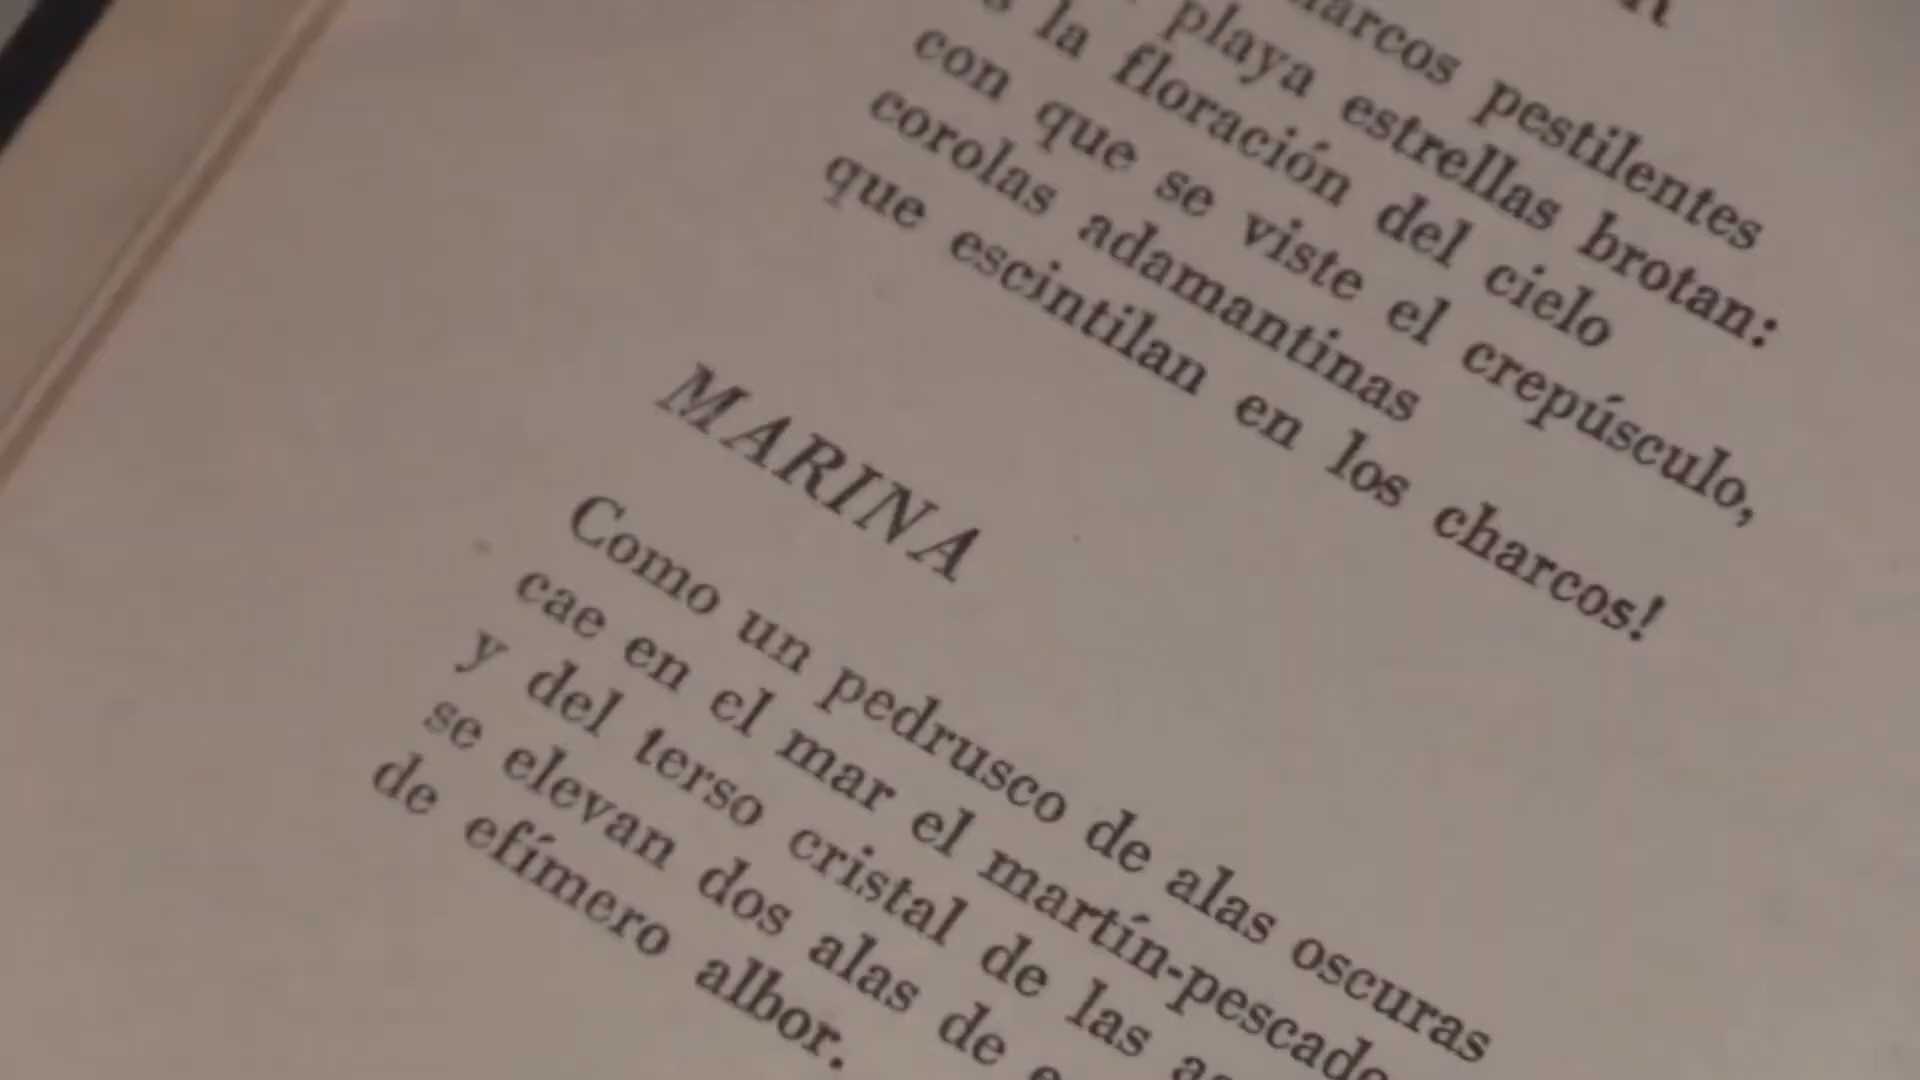 charcos pestilentes
playa estrellas brotan:
la floración del cielo
con que se viste el crepúsculo,
corolas adamantinas
que escintilan en los charcos!
MARINA
Como un pedrusco de alas oscuras
cae en el mar el martín-pescado
y del terso cristal de las
se elevan dos alas de
de efímero albor.